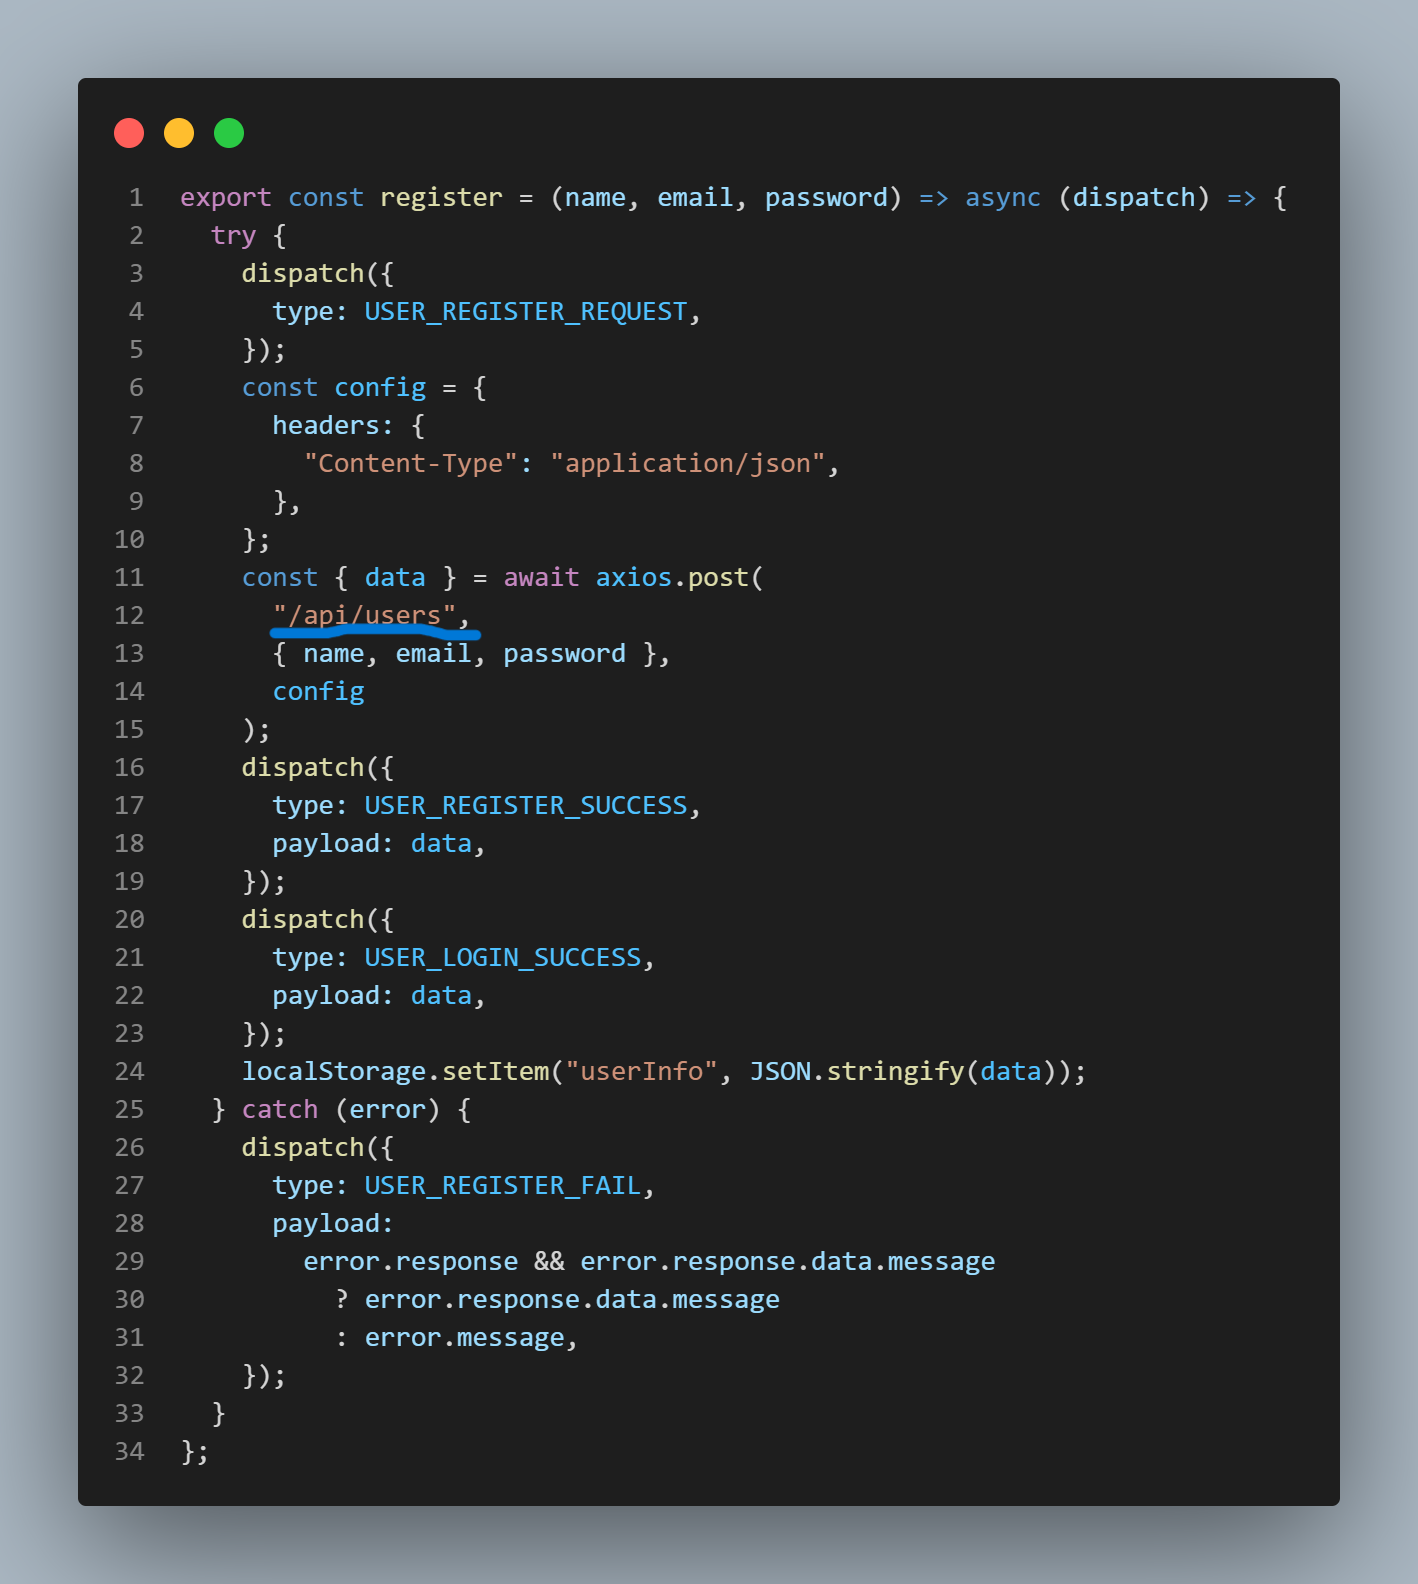 1 export const register = (name, email, password) => async (dispatch) => {
2   try {
3     dispatch({
4       type: USER_REGISTER_REQUEST,
5     });
6     const config = {
7       headers: {
8         "Content-Type": "application/json",
9       },
10     };
11     const { data } = await axios.post(
12       "/api/users",
13       { name, email, password },
14       config
15     );
16     dispatch({
17       type: USER_REGISTER_SUCCESS,
18       payload: data,
19     });
20     dispatch({
21       type: USER_LOGIN_SUCCESS,
22       payload: data,
23     });
24     localStorage.setItem("userInfo", JSON.stringify(data));
25   } catch (error) {
26     dispatch({
27       type: USER_REGISTER_FAIL,
28       payload:
29         error.response && error.response.data.message
30           ? error.response.data.message
31           : error.message,
32     });
33   }
34 };